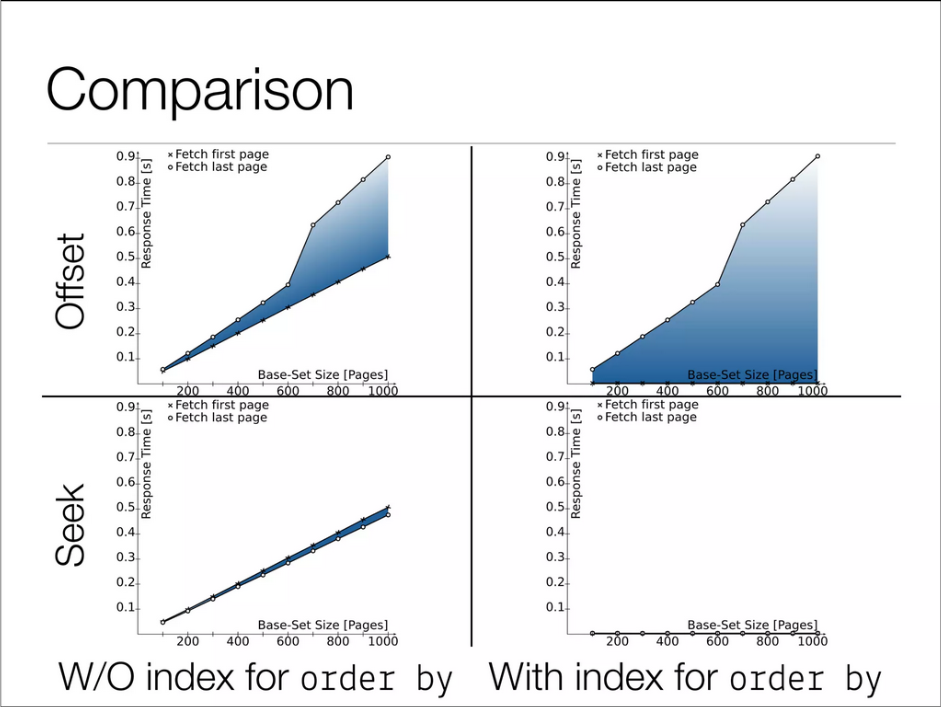 Comparison
Offset
Response Time [s]
× Fetch first page
○ Fetch last page
0.9
0.8
0.7
0.6
0.5
0.4
0.3
0.2
0.1
Base-Set Size [Pages]
200 400 600 800 1000
Response Time [s]
× Fetch first page
○ Fetch last page
0.9
0.8
0.7
0.6
0.5
0.4
0.3
0.2
0.1
Base-Set Size [Pages]
200 400 600 800 1000
Seek
Response Time [s]
× Fetch first page
○ Fetch last page
0.9
0.8
0.7
0.6
0.5
0.4
0.3
0.2
0.1
Base-Set Size [Pages]
200 400 600 800 1000
Response Time [s]
× Fetch first page
○ Fetch last page
0.9
0.8
0.7
0.6
0.5
0.4
0.3
0.2
0.1
Base-Set Size [Pages]
200 400 600 800 1000
W/O index for order by
With index for order by